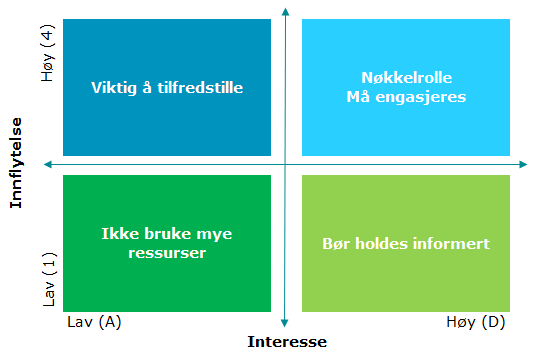 Høy (4)
Viktig å tilfredstille
Nøkkelrolle
Må engasjeres
Innflytelse
Ikke bruke mye
ressurser
Bør holdes informert
Lav (1)
Lav (A)
Høy (D)
Interesse